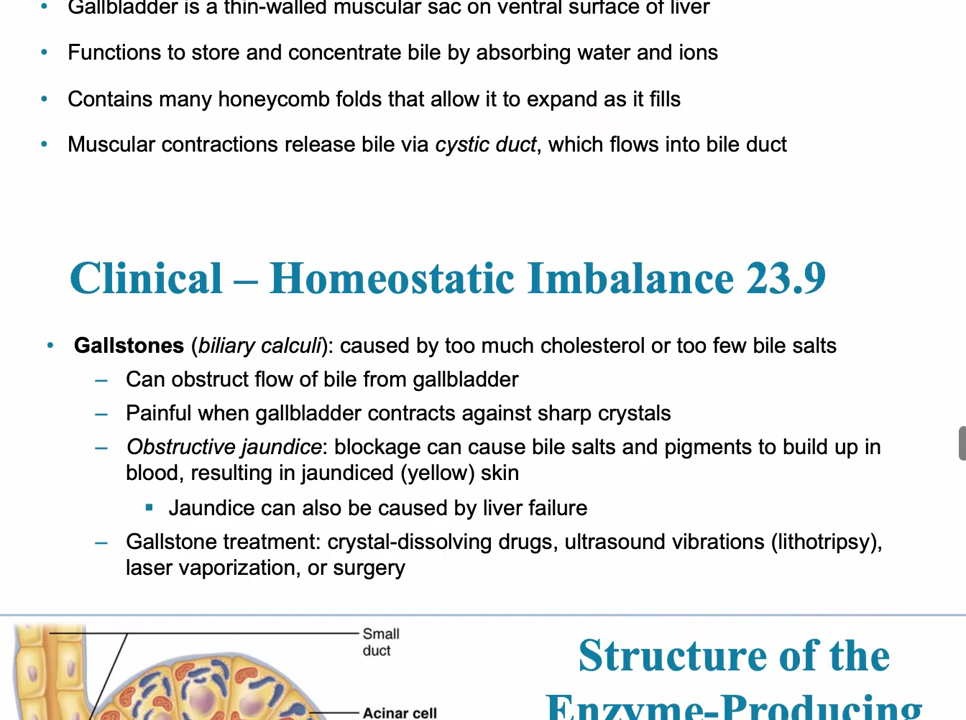 • Gallbladder is a thin-walled muscular sac on ventral surface of liver
• Functions to store and concentrate bile by absorbing water and ions
• Contains many honeycomb folds that allow it to expand as it fills
• Muscular contractions release bile via cystic duct, which flows into bile duct
Clinical – Homeostatic Imbalance 23.9
• Gallstones (biliary calculi): caused by too much cholesterol or too few bile salts
– Can obstruct flow of bile from gallbladder
– Painful when gallbladder contracts against sharp crystals
– Obstructive jaundice: blockage can cause bile salts and pigments to build up in
blood, resulting in jaundiced (yellow) skin
▪ Jaundice can also be caused by liver failure
– Gallstone treatment: crystal-dissolving drugs, ultrasound vibrations (lithotripsy),
laser vaporization, or surgery
Small
duct
Acinar cell
Structure of the
Enzyme-Producing